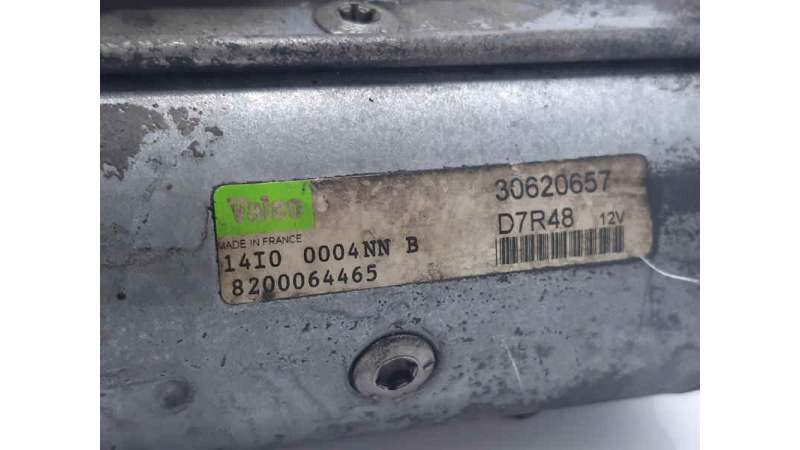 Valeo
MADE IN FRANCE
14I0 0004NN B
8200064465
30620657
D7R48 12V